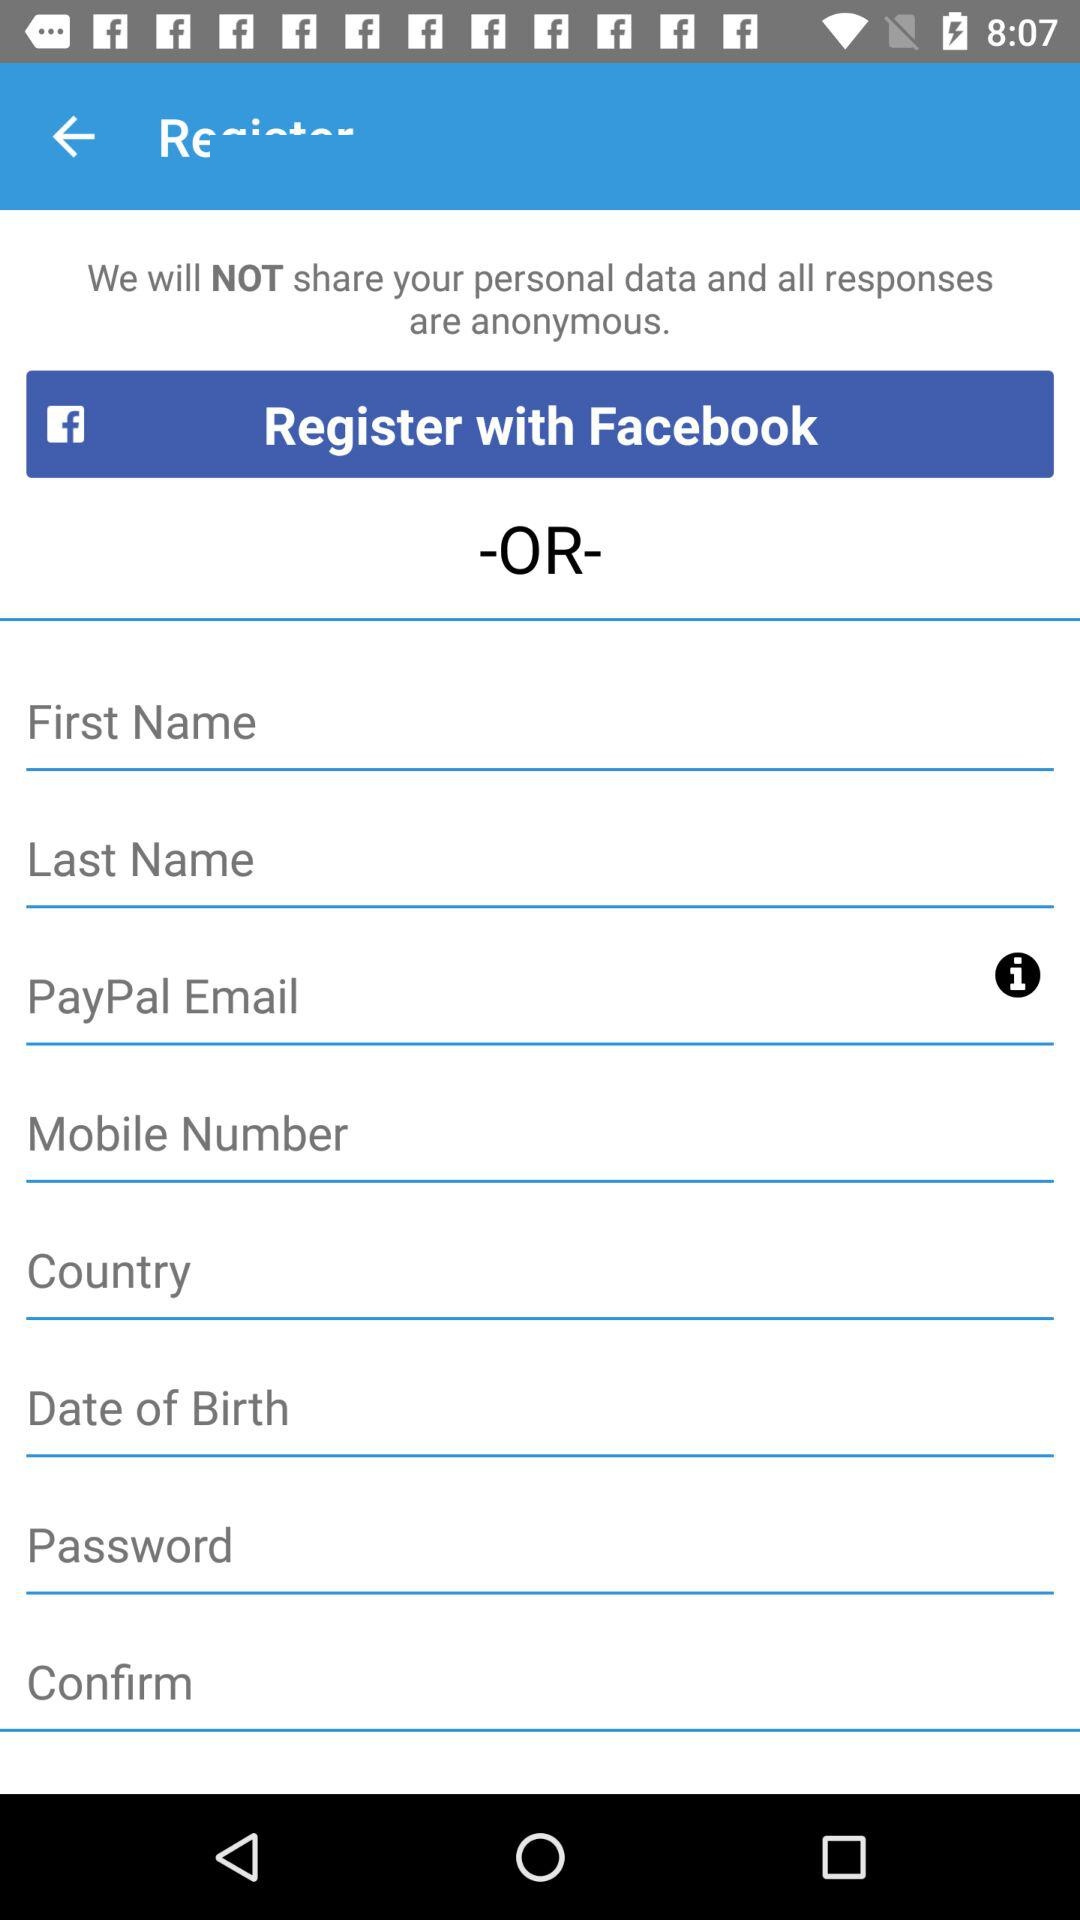 8:07
Register
We will NOT share your personal data and all responses
are anonymous.
Register with Facebook
-OR-
First Name
Last Name
PayPal Email
Mobile Number
Country
Date of Birth
Password
Confirm